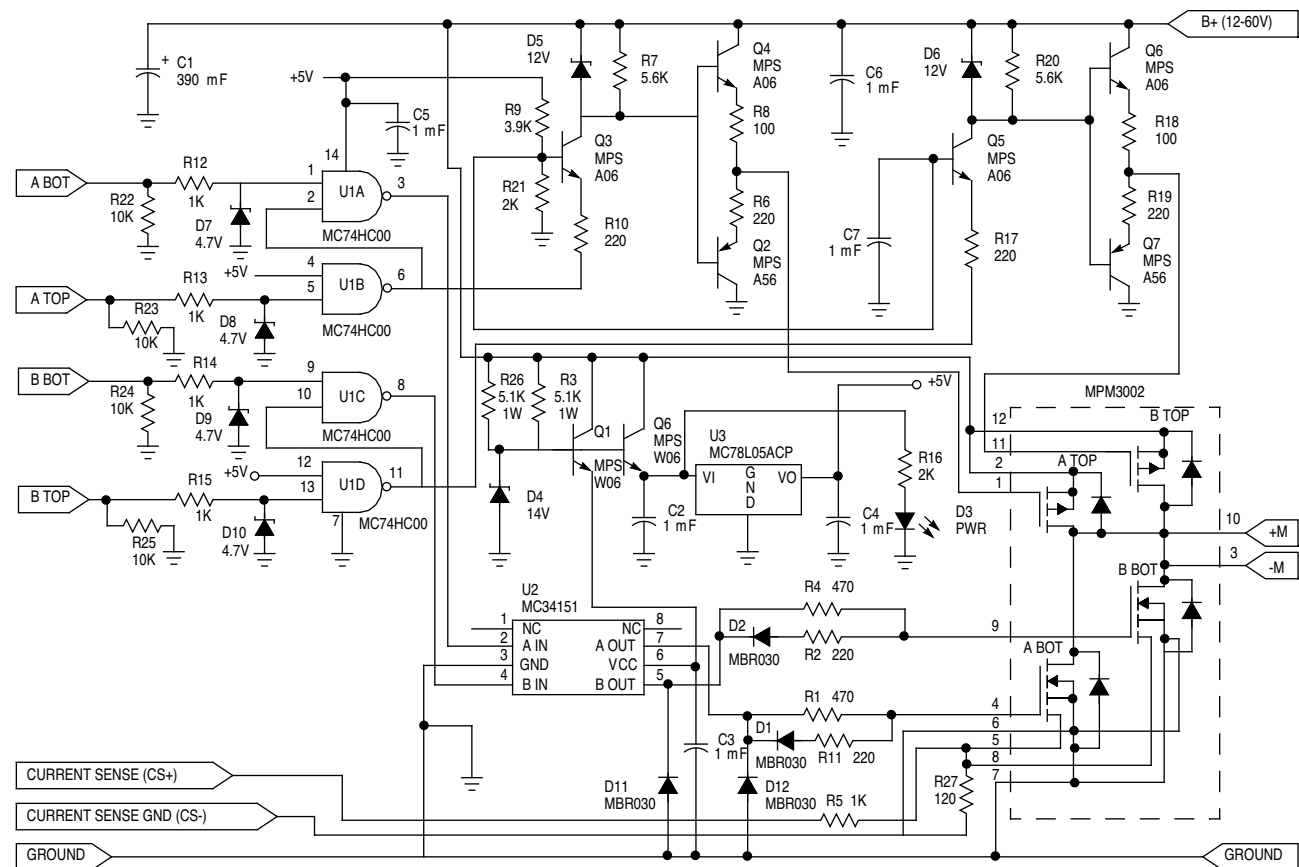 B+ (12-60V)
+
C1
390 mF
+5V
C5
1 mF
R9
3.9K
D5
12V
R7
5.6K
Q4
MPS
A06
R8
100
C6
1 mF
D6
12V
R20
5.6K
Q6
MPS
A06
R18
100
Q3
MPS
A06
Q5
MPS
A06
A BOT
R22
10K
R12
1K
D7
4.7V
14
1
2
3
U1A
MC74HC00
R21
2K
R10
220
R6
220
Q2
MPS
A56
C7
1 mF
R17
220
R19
220
Q7
MPS
A56
+5V
4
5
6
U1B
MC74HC00
A TOP
R23
10K
R13
1K
D8
4.7V
B BOT
R24
10K
R14
1K
D9
4.7V
9
10
8
U1C
MC74HC00
+5V
12
13
11
7
U1D
MC74HC00
B TOP
R25
10K
R15
1K
D10
4.7V
R26
5.1K
1W
R3
5.1K
1W
Q1
MPS
W06
Q6
MPS
W06
D4
14V
C2
1 mF
U3
MC78L05ACP
VI
G
N
D
VO
C4
1 mF
+5V
R16
2K
D3
PWR
MPM3002
B TOP
12
11
2
1
A TOP
10
3
+M
-M
B BOT
9
A BOT
4
6
5
8
7
U2
MC34151
1
2
3
4
NC
A IN
GND
B IN
NC
A OUT
VCC
B OUT
8
7
6
5
R4 470
D2
MBR030
R2 220
R1 470
D1
MBR030
R11 220
C3
1 mF
D11
MBR030
D12
MBR030
R5 1K
R27
120
CURRENT SENSE (CS+)
CURRENT SENSE GND (CS-)
GROUND
GROUND